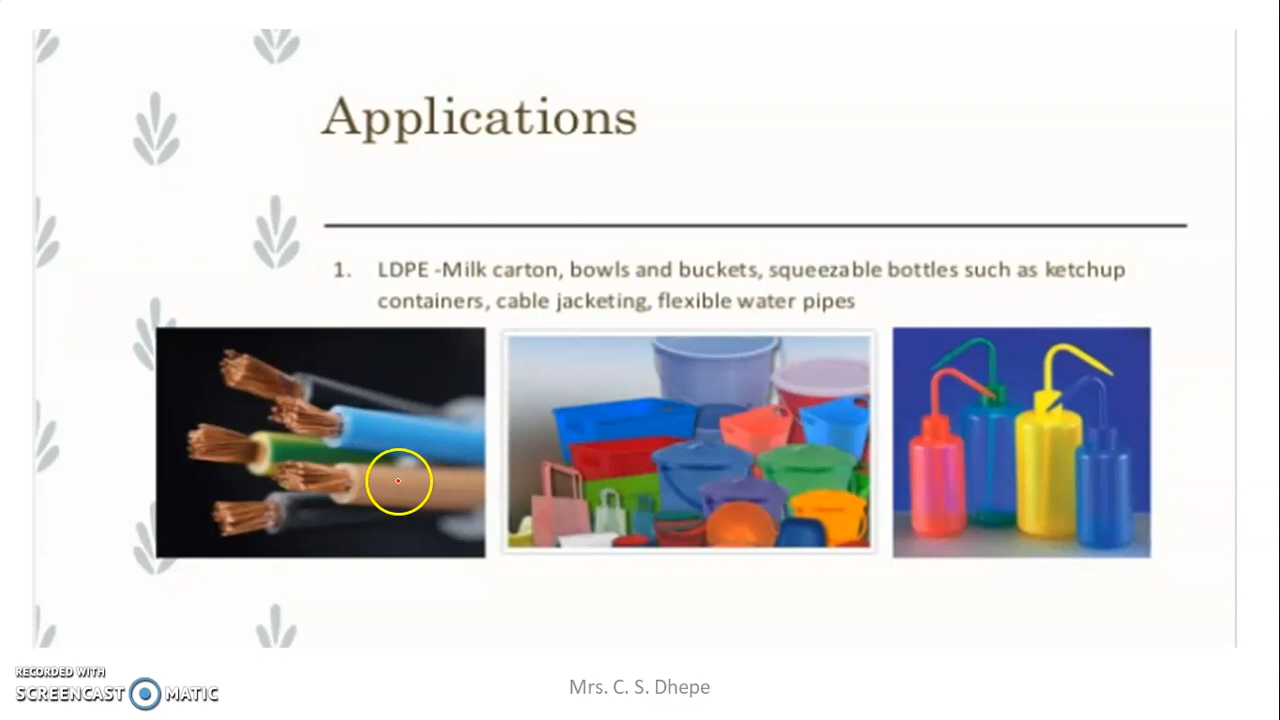 Applications
1. LDPE -Milk carton, bowls and buckets, squeezable bottles such as ketchup
containers, cable jacketing, flexible water pipes
RECORDED WITH
SCREENCAST MATIC
Mrs. C. S. Dhepe